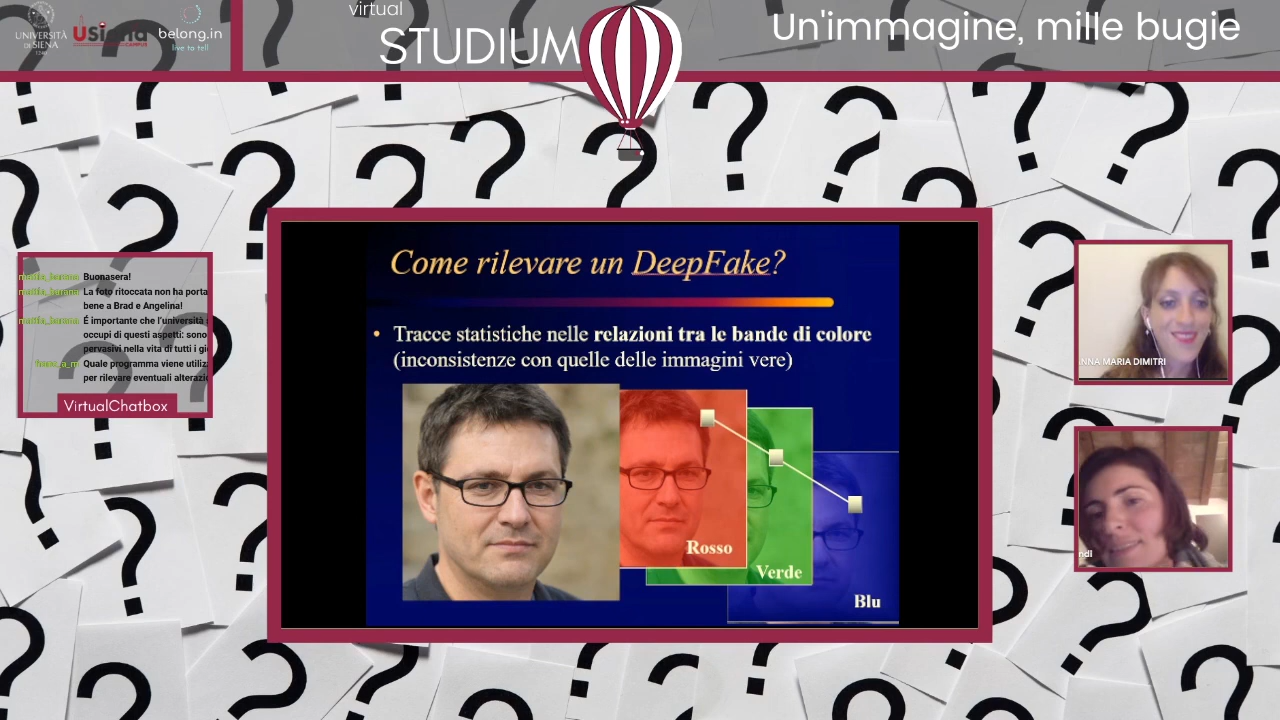 UNIVERSITÀ
DI SIENA
1240
USiena
CAMPUS
belong.in
live to tell
virtual
STUDIUM
Un'immagine, mille bugie
Buonasera!
La foto ritoccata non ha porta
bene a Brad e Angelina!
É importante che l'università
occupi di questi aspetti: sono
pervasivi nella vita di tutti i gi
Quale programma viene utiliz
per rilevare eventuali alterazio
VirtualChatbox
Come rilevare un DeepFake?
• Tracce statistiche nelle relazioni tra le bande di colore
(inconsistenze con quelle delle immagini vere)
Rosso
Verde
Blu
NNA MARIA DIMITRI
ndl